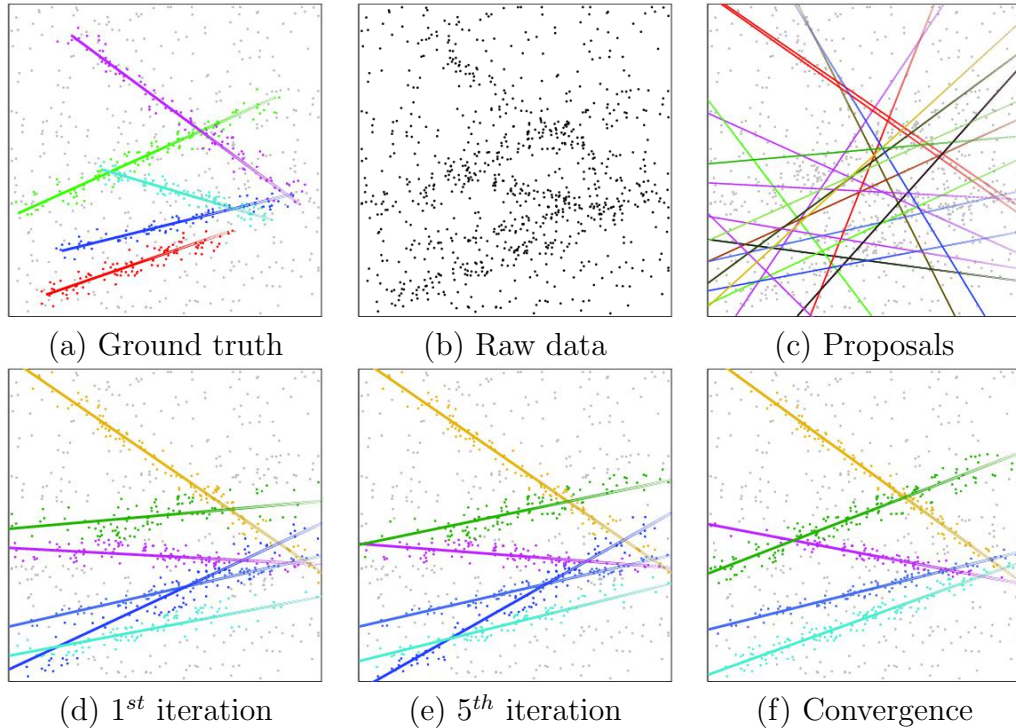 (a) Ground truth
(b) Raw data
(c) Proposals
(d) 1st iteration
(e) 5th iteration
(f) Convergence